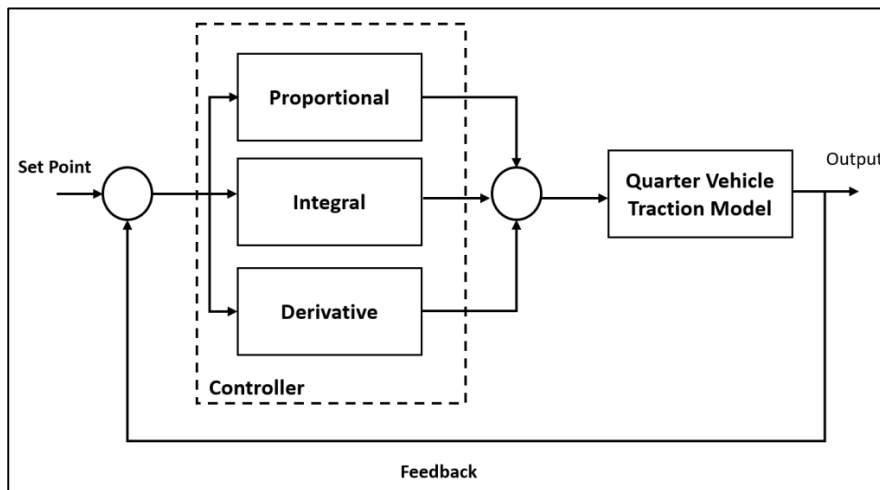 Proportional
Set Point
Integral
Quarter Vehicle
Traction Model
Output
Derivative
Controller
Feedback